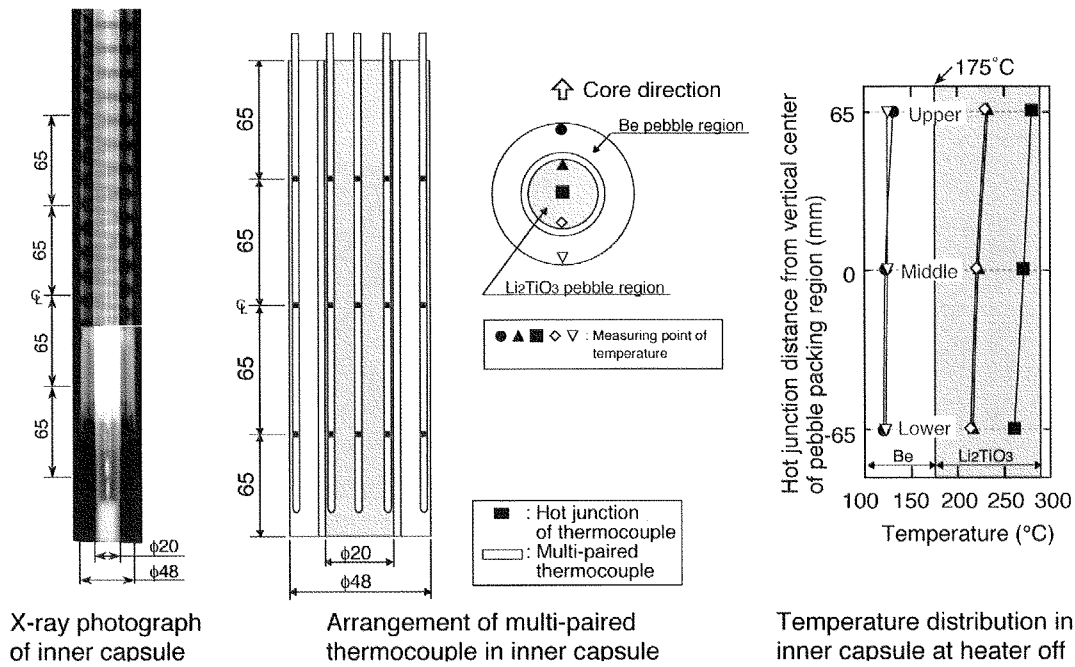 65
65
℄
65
65
φ20
φ48
X-ray photograph
of inner capsule
65
65
℄
65
65
φ20
φ48
Arrangement of multi-paired
thermocouple in inner capsule
Core direction
Be pebble region
Li2TiO3 pebble region
: Measuring point of
temperature
: Hot junction
of thermocouple
: Multi-paired
thermocouple
175°C
Hot junction distance from vertical center
of pebble packing region (mm)
65
Upper
0
Middle
-65
Lower
Be
Li2TiO3
100 150 200 250 300
Temperature (°C)
Temperature distribution in
inner capsule at heater off